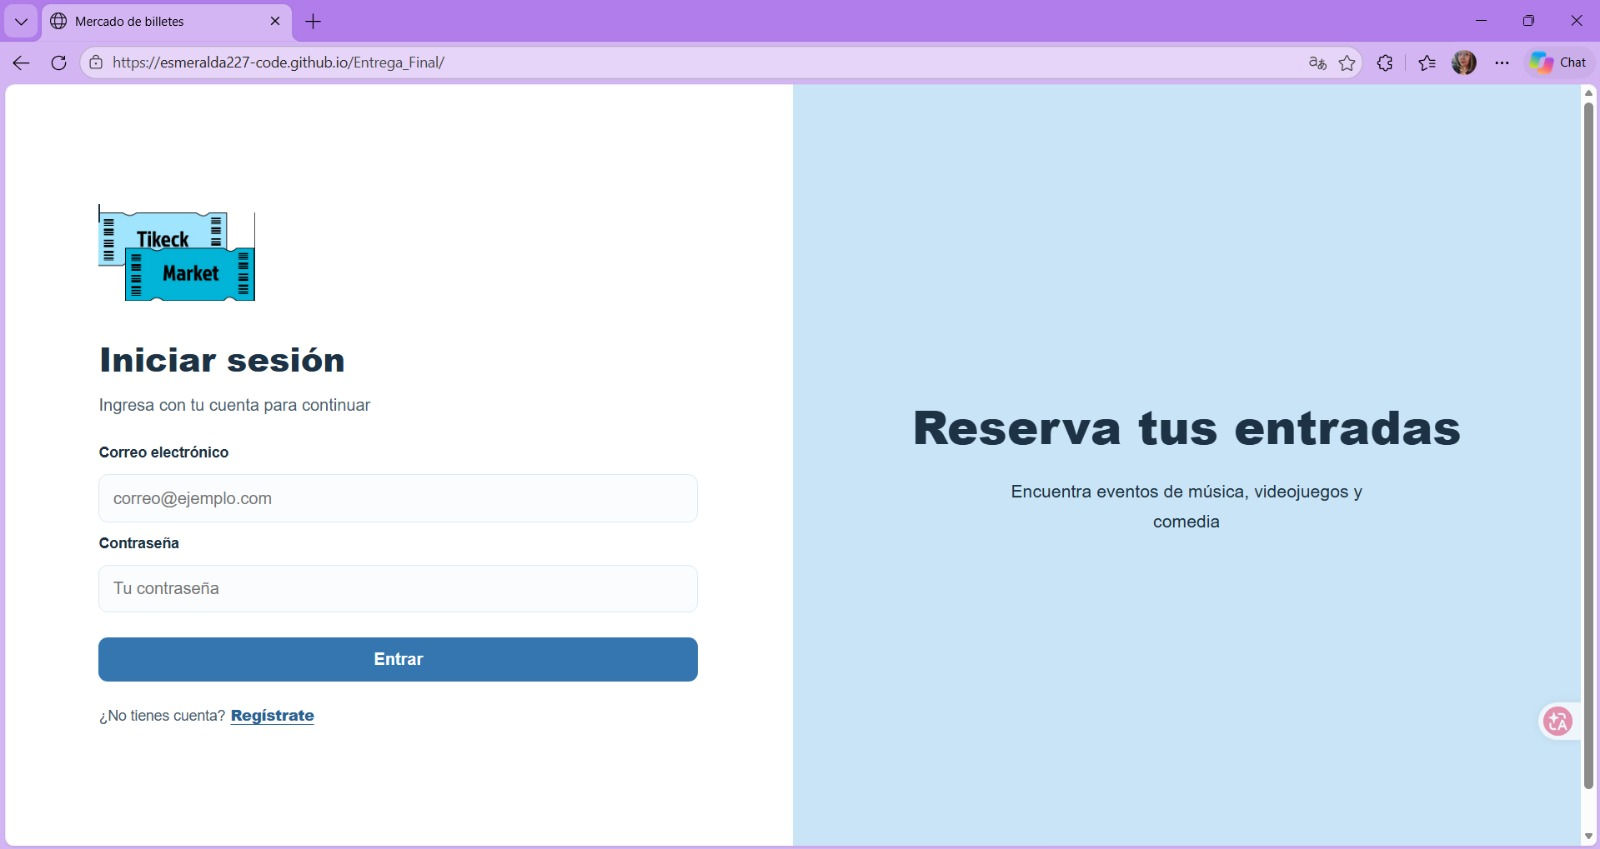 Mercado de billetes
https://esmeralda227-code.github.io/Entrega_Final/
Chat
Tikeck
Market
Iniciar sesión
Ingresa con tu cuenta para continuar
Correo electrónico
correo@ejemplo.com
Contraseña
Tu contraseña
Entrar
¿No tienes cuenta? Regístrate
Reserva tus entradas
Encuentra eventos de música, videojuegos y
comedia